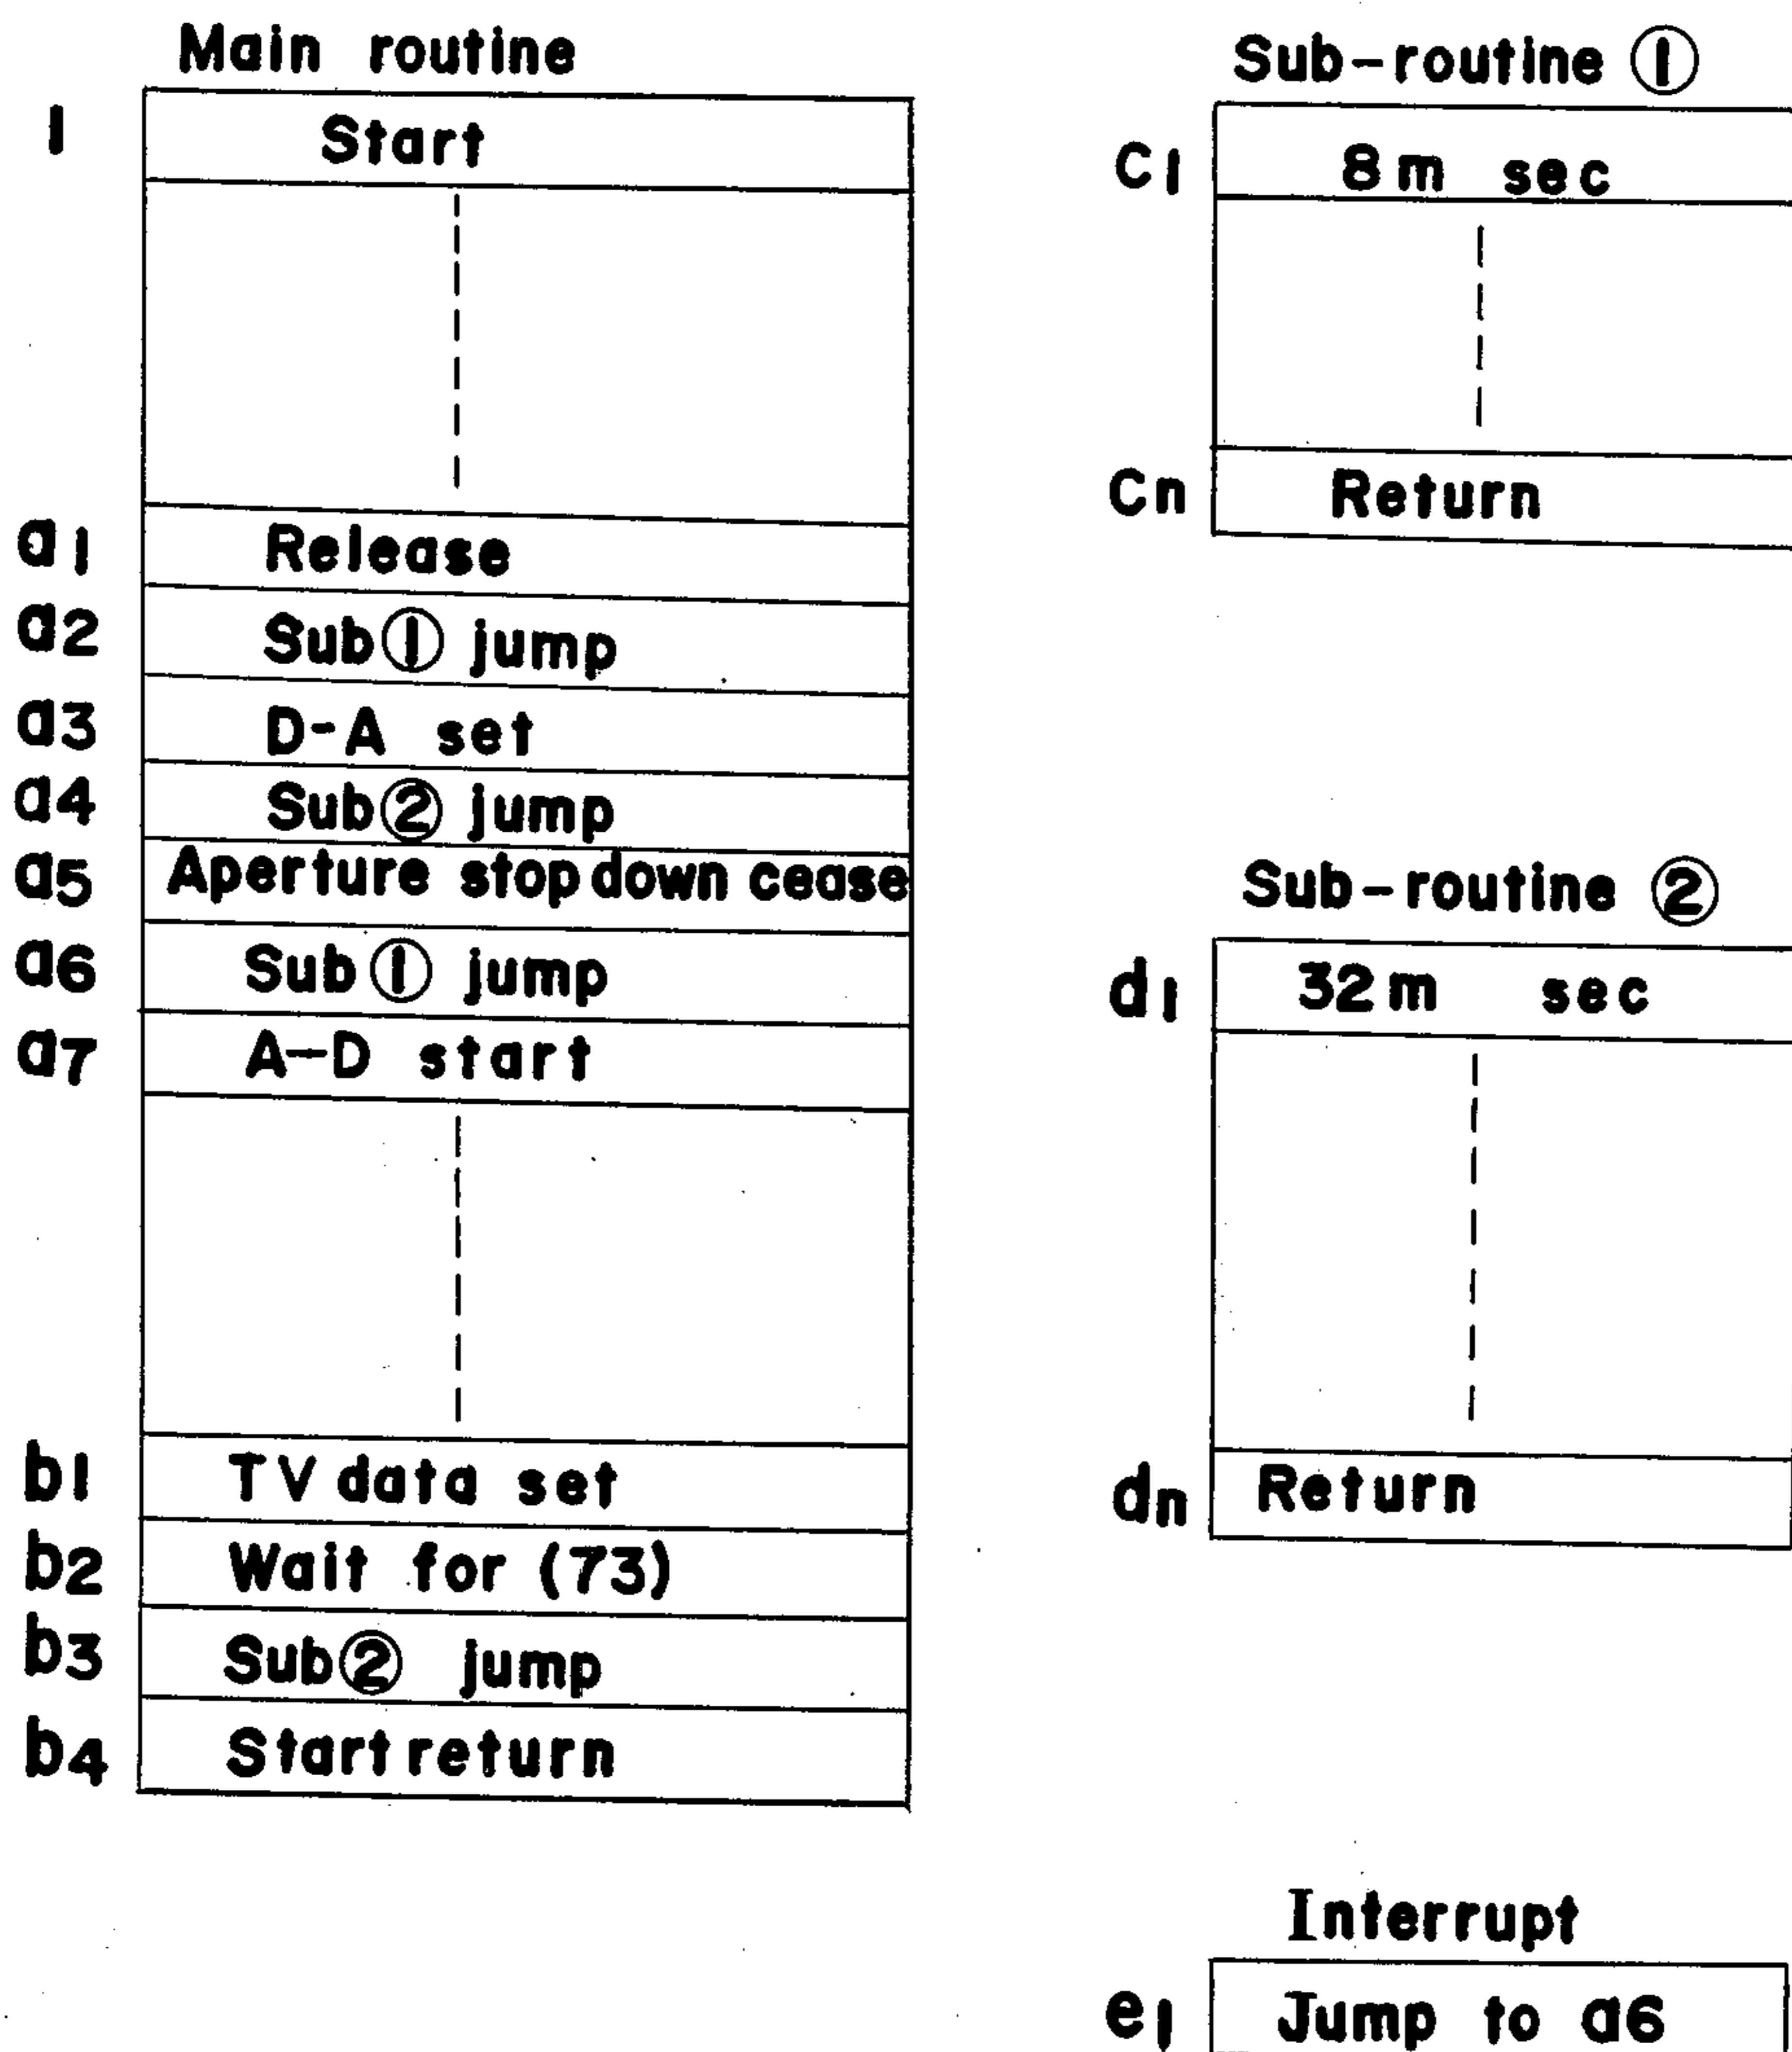 Main routine
1 Start
a1 Release
a2 Sub① jump
a3 D-A set
a4 Sub② jump
a5 Aperture stop down cease
a6 Sub① jump
a7 A-D start
b1 TV data set
b2 Wait for (73)
b3 Sub② jump
b4 Start return
Sub-routine ①
C1 8m sec
Cn Return
Sub-routine ②
d1 32m sec
dn Return
Interrupt
e1 Jump to a6